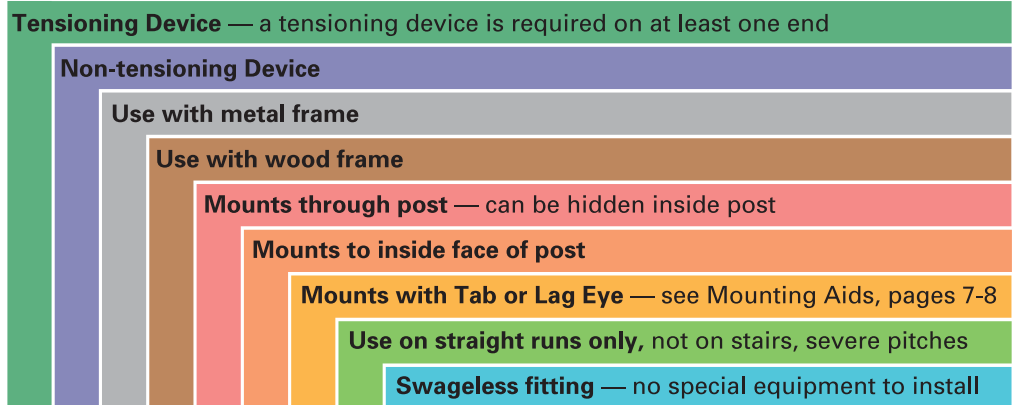 Tensioning Device — a tensioning device is required on at least one end
Non-tensioning Device
Use with metal frame
Use with wood frame
Mounts through post — can be hidden inside post
Mounts to inside face of post
Mounts with Tab or Lag Eye — see Mounting Aids, pages 7-8
Use on straight runs only, not on stairs, severe pitches
Swageless fitting — no special equipment to install